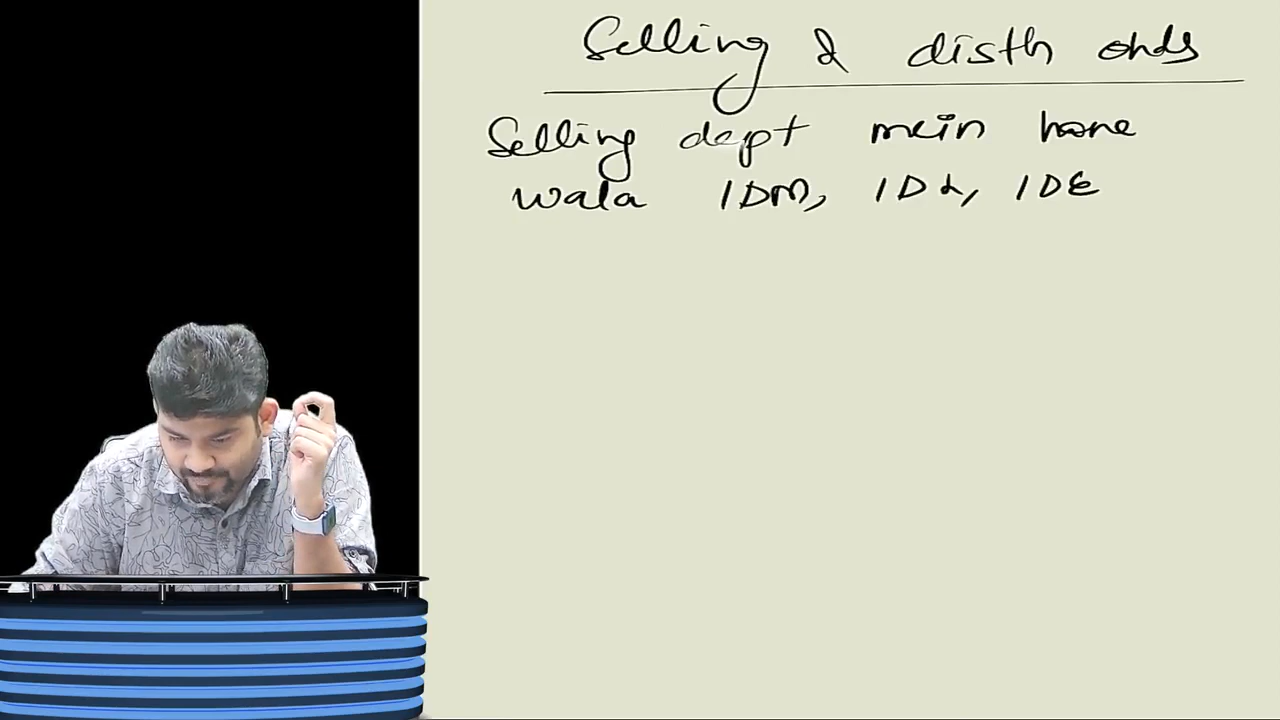 Selling & distn ohds
Selling dept mein hone
wala IDM, IDL, IDE